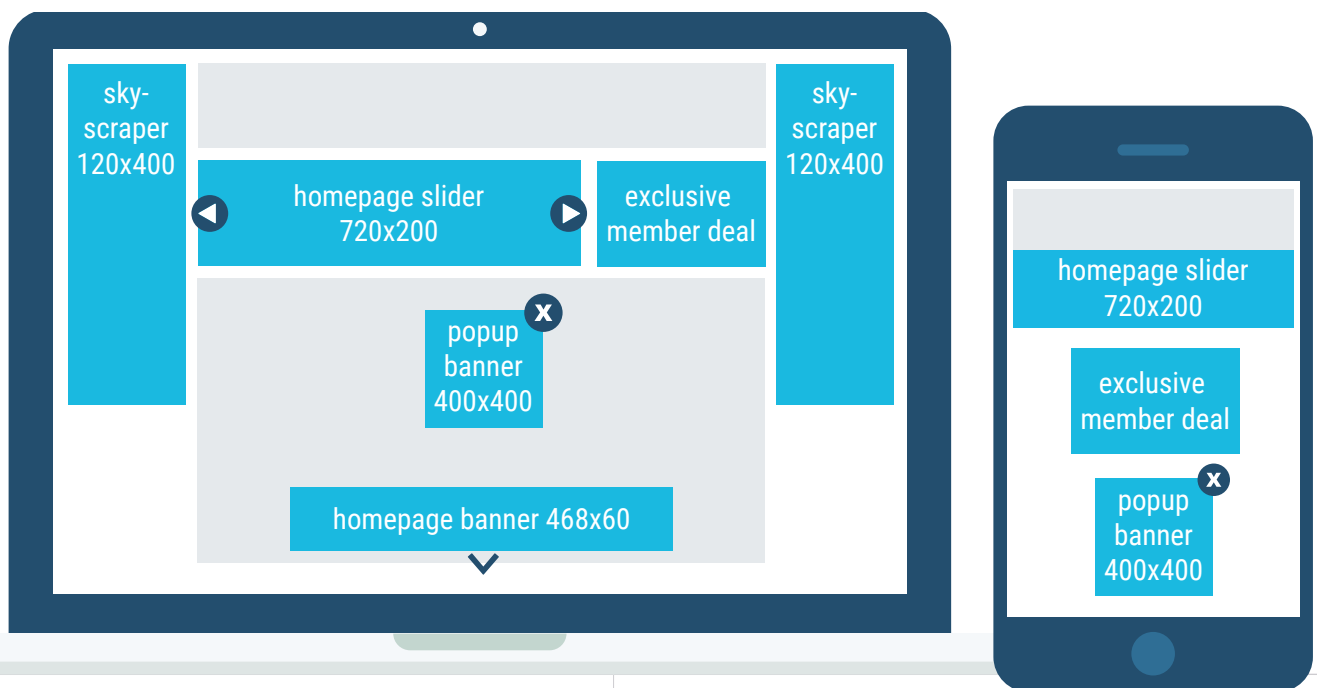 sky-
scraper
120x400
homepage slider
720x200
exclusive
member deal
sky-
scraper
120x400
popup
banner
400x400
X
homepage banner 468x60
homepage slider
720x200
exclusive
member deal
popup
banner
400x400
X